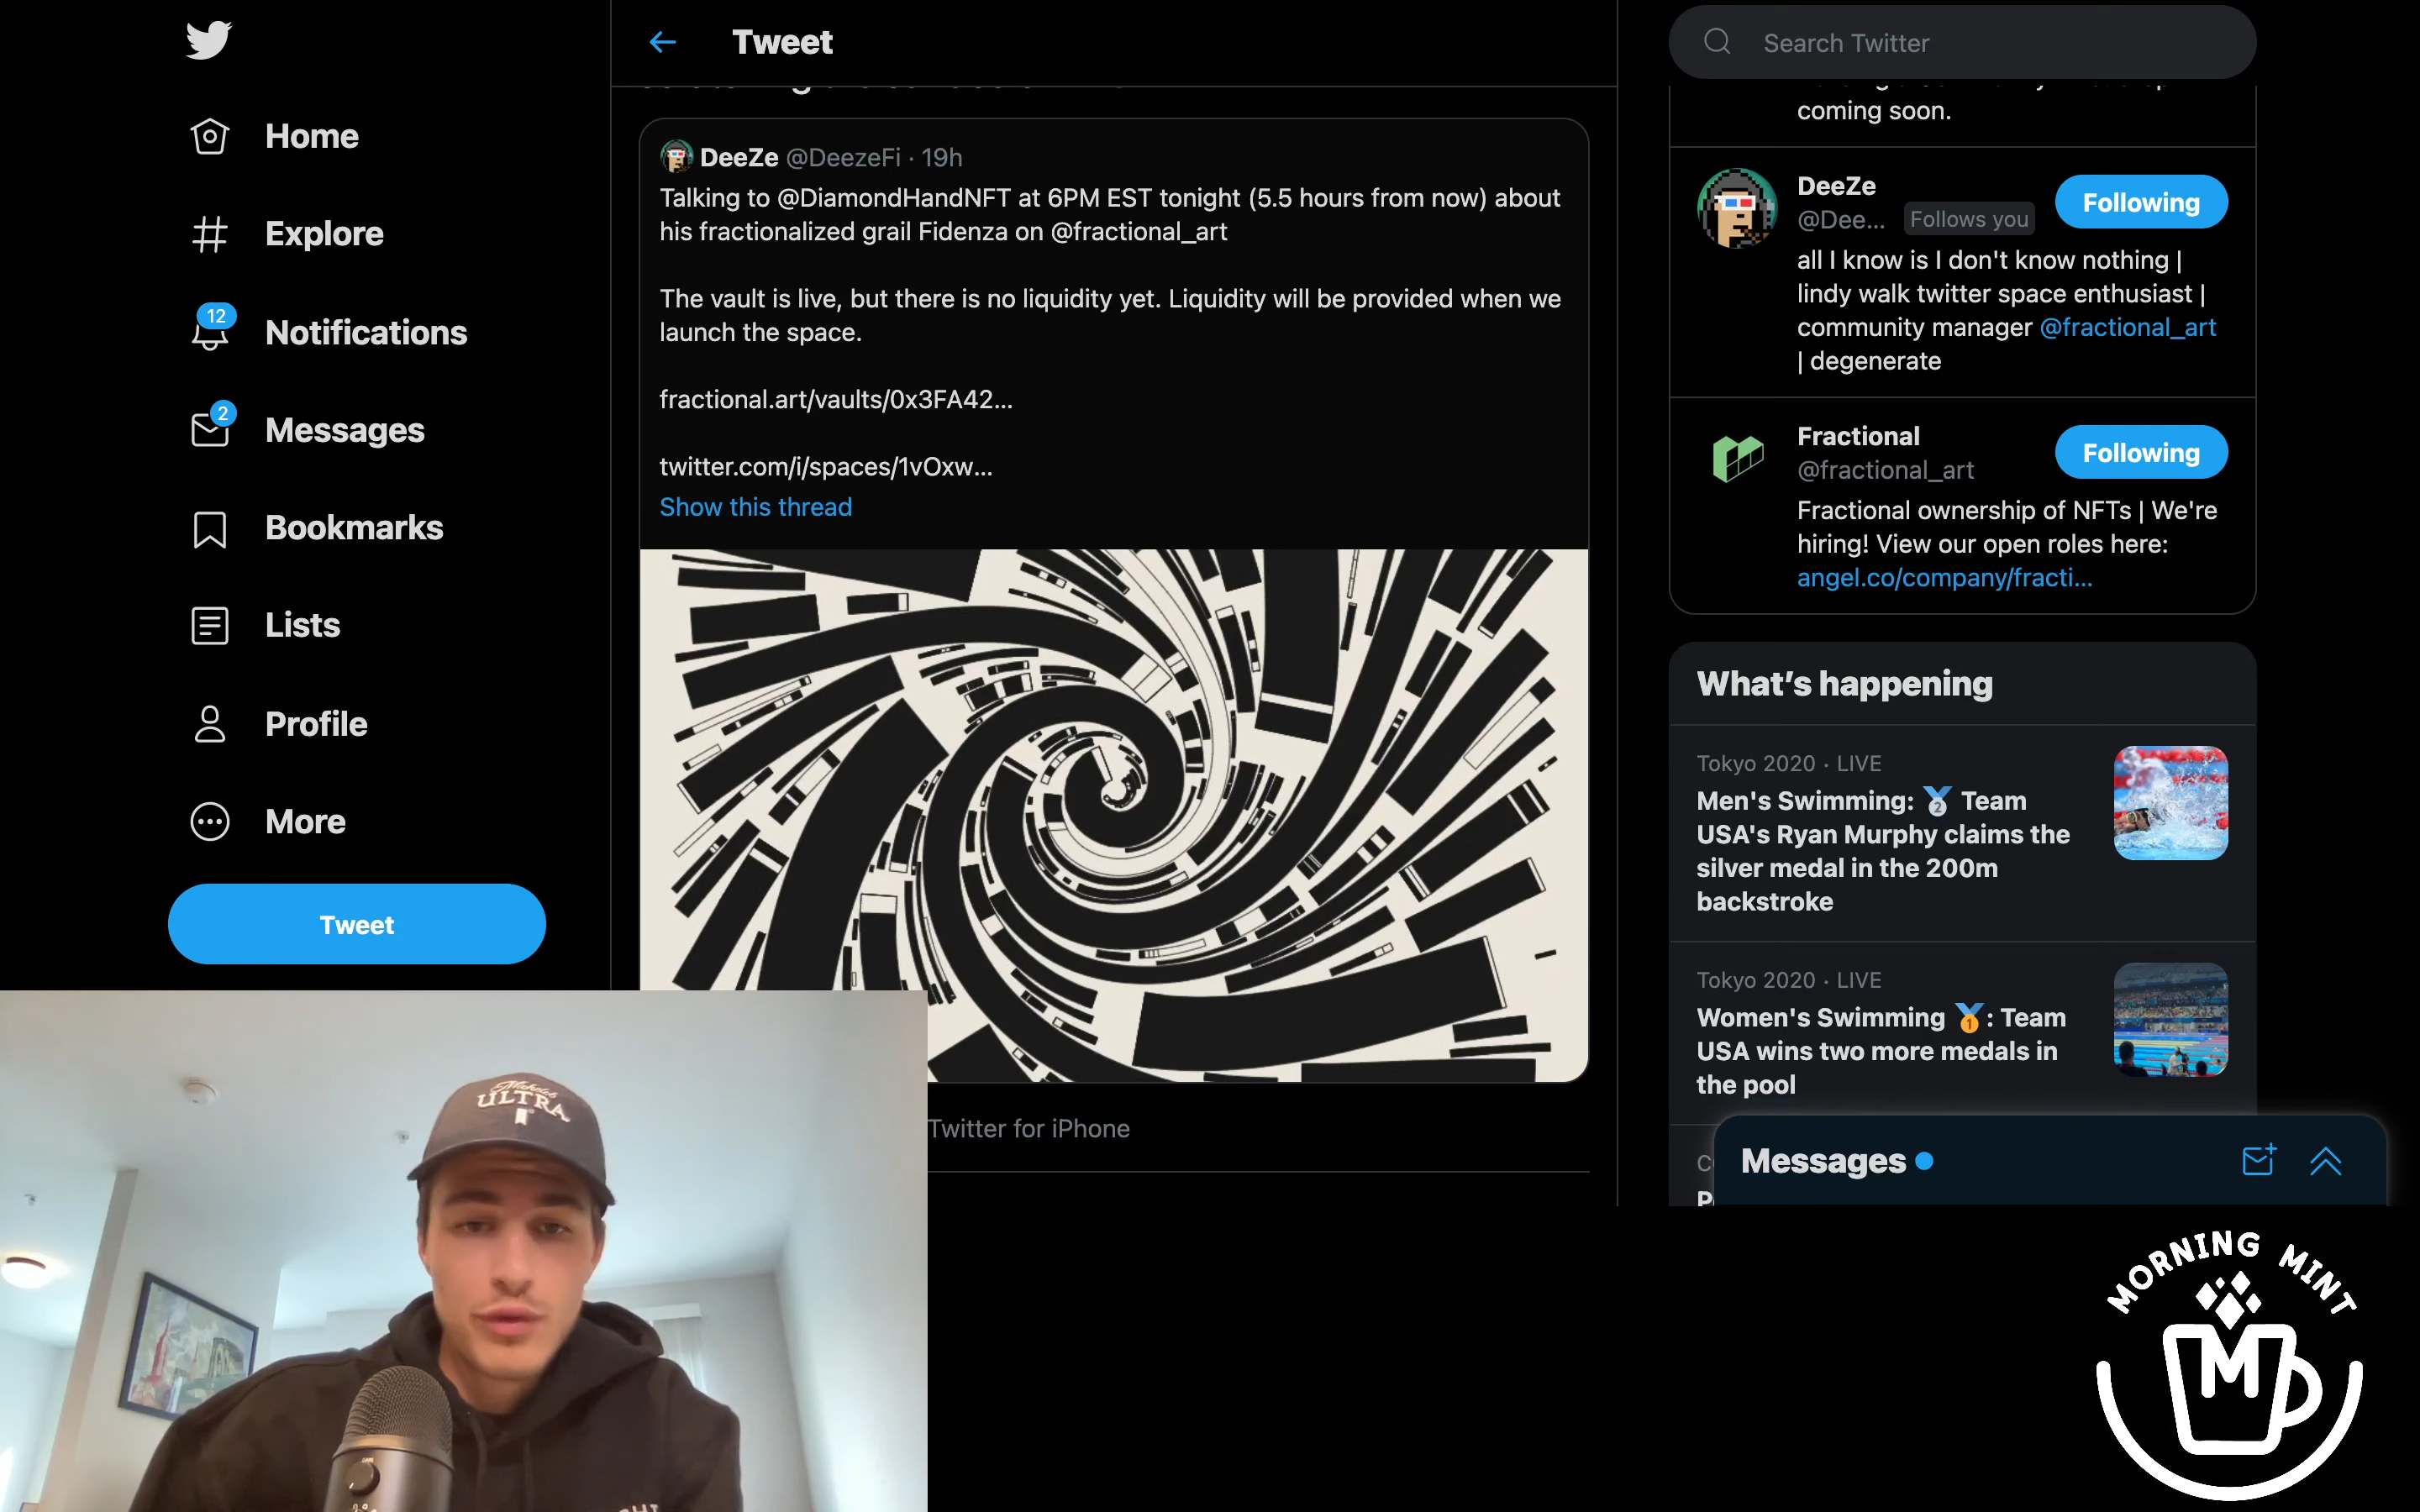 Tweet
Search Twitter
coming soon.
Home
Explore
12
Notifications
2
Messages
Bookmarks
Lists
Profile
More
Tweet
DeeZe @DeezeFi · 19h
Talking to @DiamondHandNFT at 6PM EST tonight (5.5 hours from now) about
his fractionalized grail Fidenza on @fractional_art
The vault is live, but there is no liquidity yet. Liquidity will be provided when we
launch the space.
fractional.art/vaults/0x3FA42...
twitter.com/i/spaces/1vOxw...
Show this thread
Twitter for iPhone
DeeZe
@Dee... Follows you
Following
all I know is I don't know nothing |
lindy walk twitter space enthusiast |
community manager @fractional_art
| degenerate
Fractional
@fractional_art
Following
Fractional ownership of NFTs | We're
hiring! View our open roles here:
angel.co/company/fracti...
What's happening
Tokyo 2020 · LIVE
Men's Swimming: 🥈 Team
USA's Ryan Murphy claims the
silver medal in the 200m
backstroke
Tokyo 2020 · LIVE
Women's Swimming 🥇: Team
USA wins two more medals in
the pool
Messages
Michelob
ULTRA
MORNING MINT
M